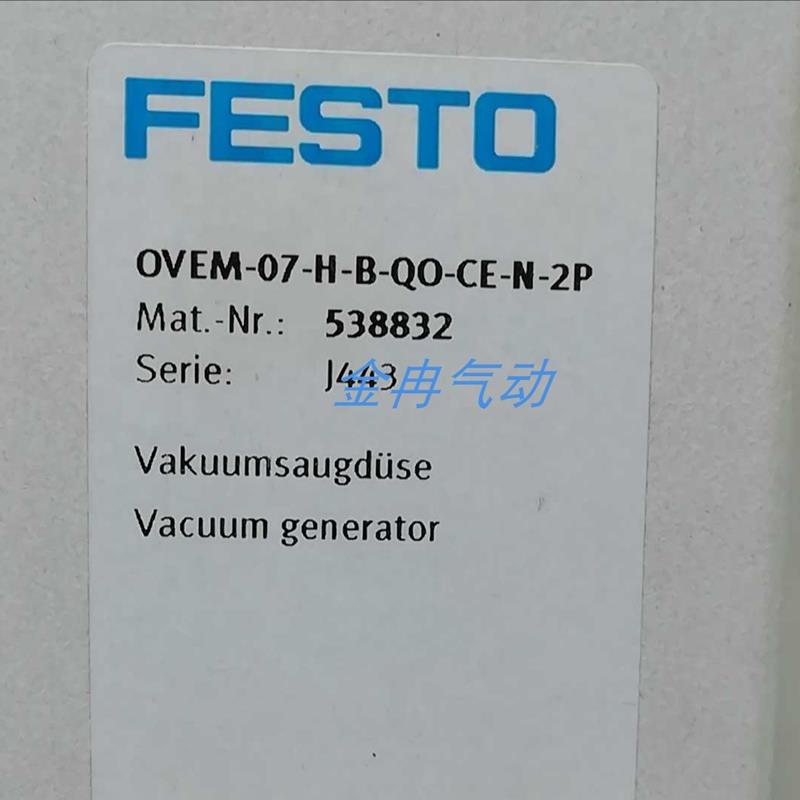 FESTO
OVEM-07-H-B-QO-CE-N-2P
Mat.-Nr.: 538832
Serie: J443
金冉气动
Vakuumsaugdüse
Vacuum generator